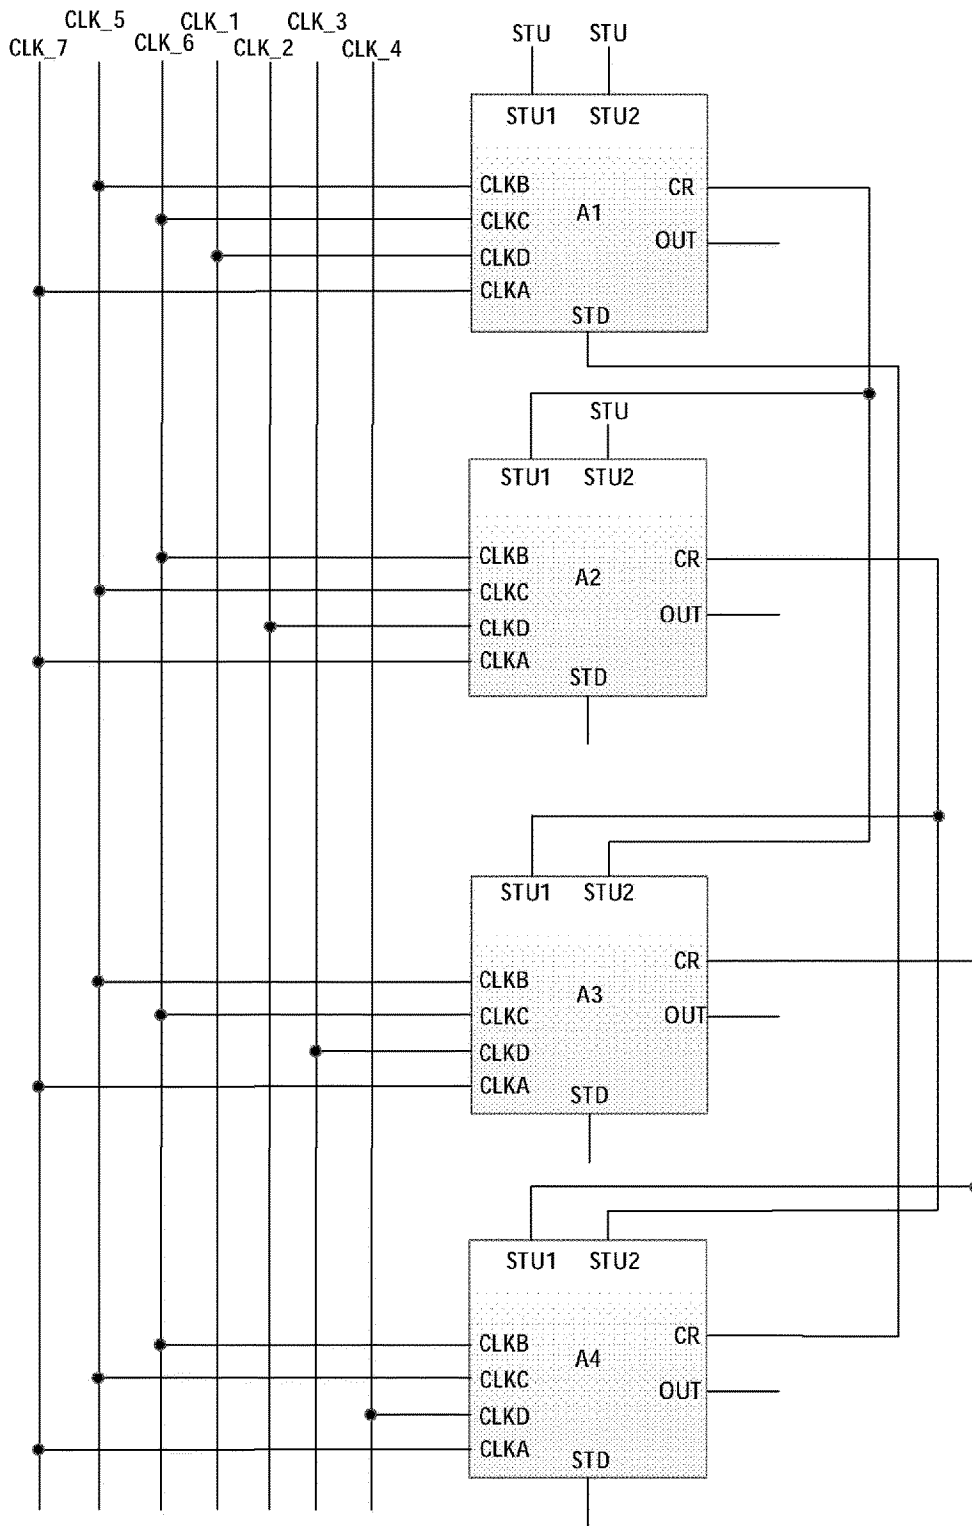 CLK_5
CLK_1
CLK_3
CLK_7
CLK_6
CLK_2
CLK_4
STU
STU
STU1
STU2
CLKB
CR
A1
CLKC
OUT
CLKD
CLKA
STD
STU
STU1
STU2
CLKB
CR
A2
CLKC
OUT
CLKD
CLKA
STD
STU1
STU2
CR
CLKB
A3
CLKC
OUT
CLKD
CLKA
STD
STU1
STU2
CR
CLKB
A4
CLKC
OUT
CLKD
CLKA
STD